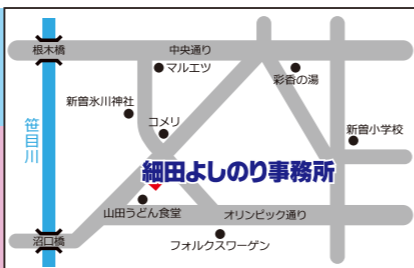 根木橋
中央通り
マルエツ
彩香の湯
新曽氷川神社
コメリ
新曽小学校
笹目川
細田よしのり事務所
山田うどん食堂
オリンピック通り
沼口橋
フォルクスワーゲン